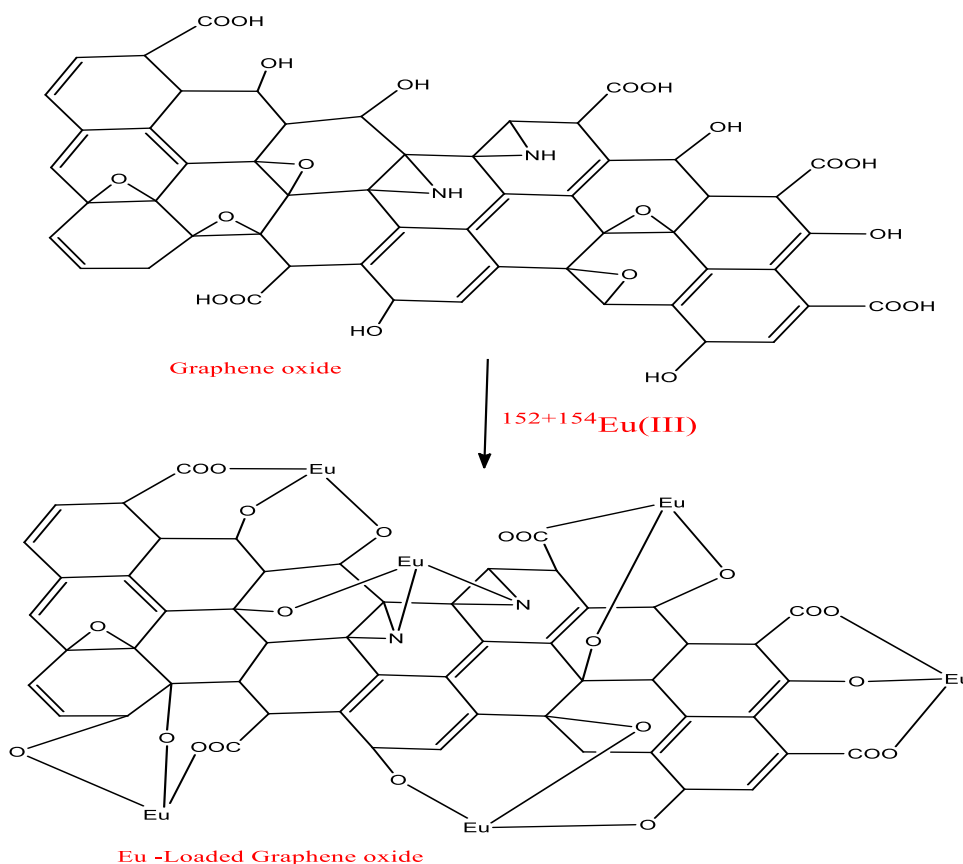 COOH
OH
OH
COOH
OH
NH
COOH
O
NH
O
O
O
OH
O
HOOC
COOH
HO
HO
Graphene oxide
152+154Eu(III)
COO
Eu
Eu
O
O
OOC
Eu
O
O
N
COO
O
N
O
Eu
O
O
O
O
OOC
COO
O
O
Eu
Eu
O
Eu -Loaded Graphene oxide